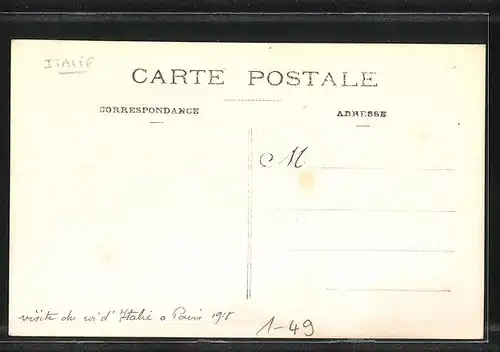 ITALIE
CARTE POSTALE
CORRESPONDANCE
ADRESSE
M
visite du roi d'Italie a Paris 1918
1-49